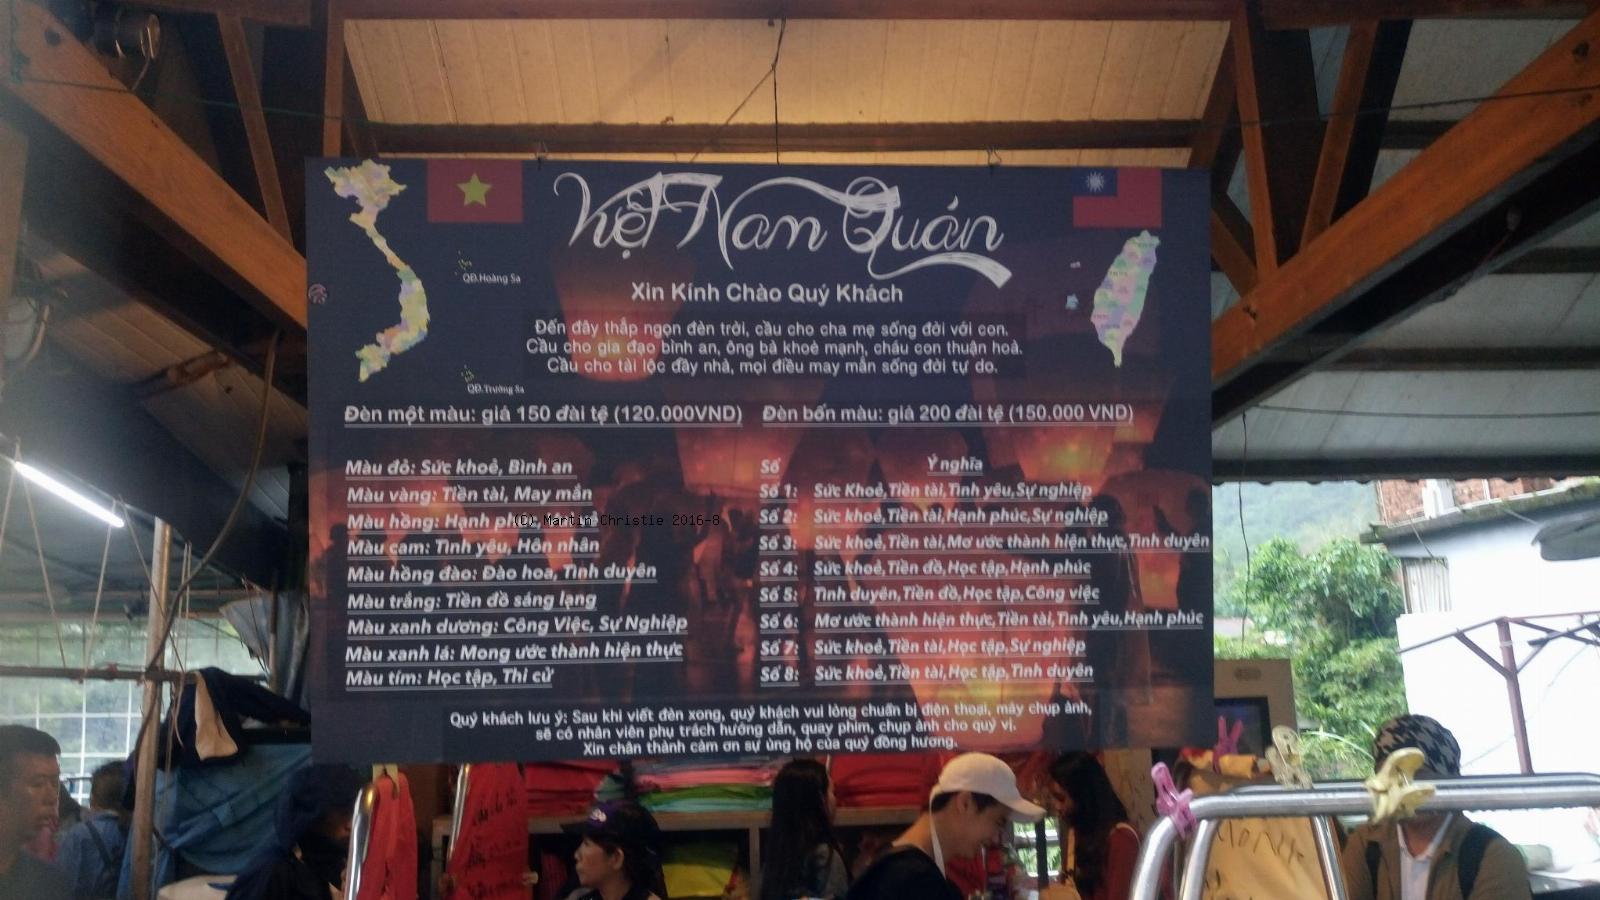 Việt Nam Quán
QĐ.Hoàng Sa
Xin Kính Chào Quý Khách
Đến đây thắp ngọn đèn trời, cầu cho cha mẹ sống đời với con.
Cầu cho gia đạo bình an, ông bà khoẻ mạnh, cháu con thuận hoà.
Cầu cho tài lộc đầy nhà, mọi điều may mắn sống đời tự do.
QĐ.Trường Sa
Đèn một màu: giá 150 đài tệ (120.000VND)
Đèn bốn màu: giá 200 đài tệ (150.000 VND)
Màu đỏ: Sức khoẻ, Bình an
Màu vàng: Tiền tài, May mắn
Màu hồng: Hạnh
Màu cam: Tình yêu, Hôn nhân
Màu hồng đào: Đào hoa, Tình duyên
Màu trắng: Tiền đồ sáng lạng
Màu xanh dương: Công Việc, Sự Nghiệp
Màu xanh lá: Mong ước thành hiện thực
Màu tím: Học tập, Thi cử
Số Ý nghĩa
Số 1: Sức Khoẻ,Tiền tài,Tình yêu,Sự nghiệp
Số 2: Sức khoẻ,Tiền tài,Hạnh phúc,Sự nghiệp
Số 3: Sức khoẻ,Tiền tài,Mơ ước thành hiện thực,Tình duyên
Số 4: Sức khoẻ,Tiền đồ,Học tập,Hạnh phúc
Số 5: Tình duyên,Tiền đồ,Học tập,Công việc
Số 6: Mơ ước thành hiện thực,Tiền tài,Tình yêu,Hạnh phúc
Số 7: Sức khoẻ,Tiền tài,Học tập,Sự nghiệp
Số 8: Sức khoẻ,Tiền tài,Học tập,Tình duyên
Quý khách lưu ý: Sau khi viết đèn xong, quý khách vui lòng chuẩn bị điện thoại, máy chụp ảnh,
sẽ có nhân viên phụ trách hướng dẫn, quay phim, chụp ảnh cho quý vị.
Xin chân thành cảm ơn sự ủng hộ của quý đồng hương.
(C) Martin Christie 2016-8